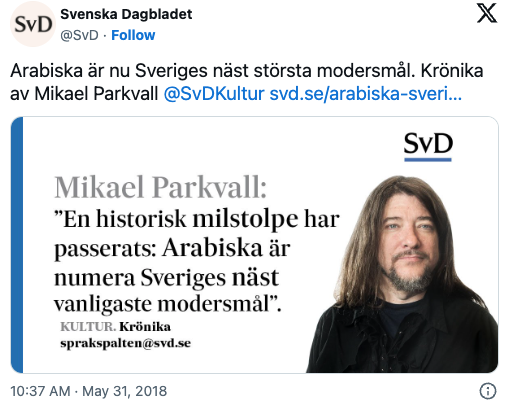 SvD
Svenska Dagbladet
@SvD · Follow
Arabiska är nu Sveriges näst största modersmål. Krönika
av Mikael Parkvall @SvDKultur svd.se/arabiska-sveri...
SvD
Mikael Parkvall:
”En historisk milstolpe har
passerats: Arabiska är
numera Sveriges näst
vanligaste modersmål”.
KULTUR. Krönika
sprakspalten@svd.se
10:37 AM · May 31, 2018